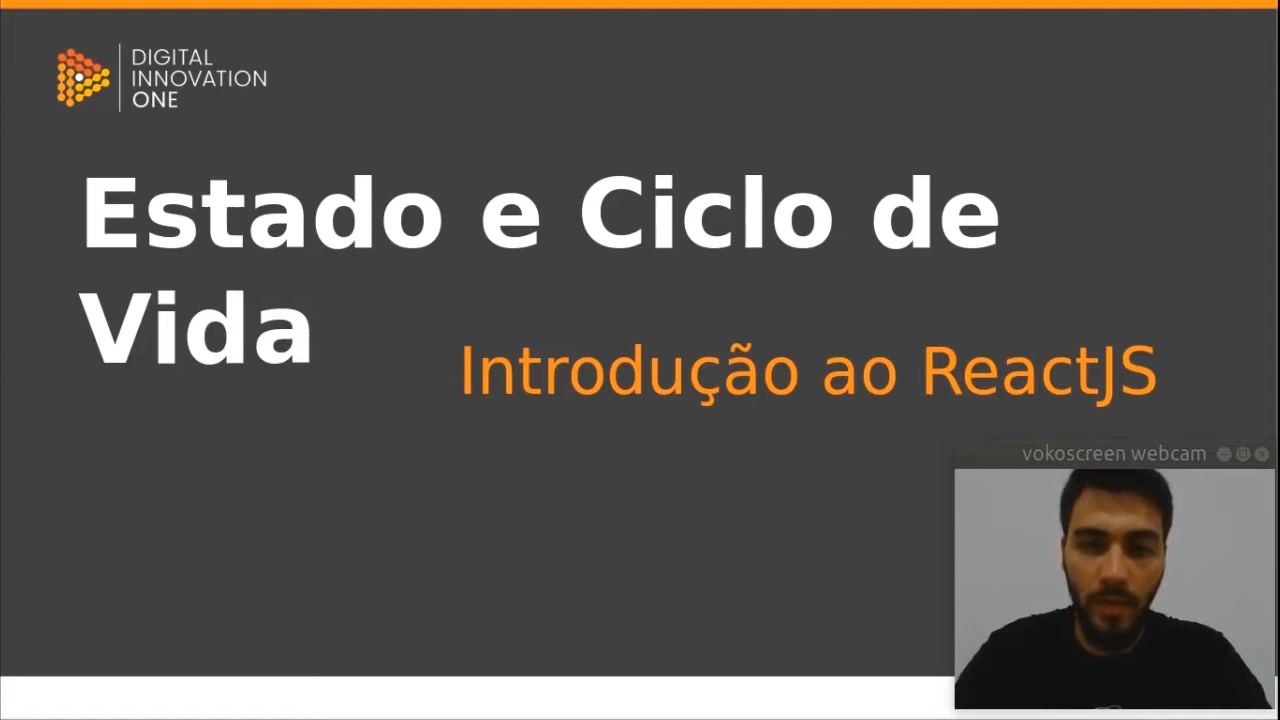 DIGITAL
INNOVATION
ONE
Estado e Ciclo de
Vida
Introdução ao ReactJS
vokoscreen webcam